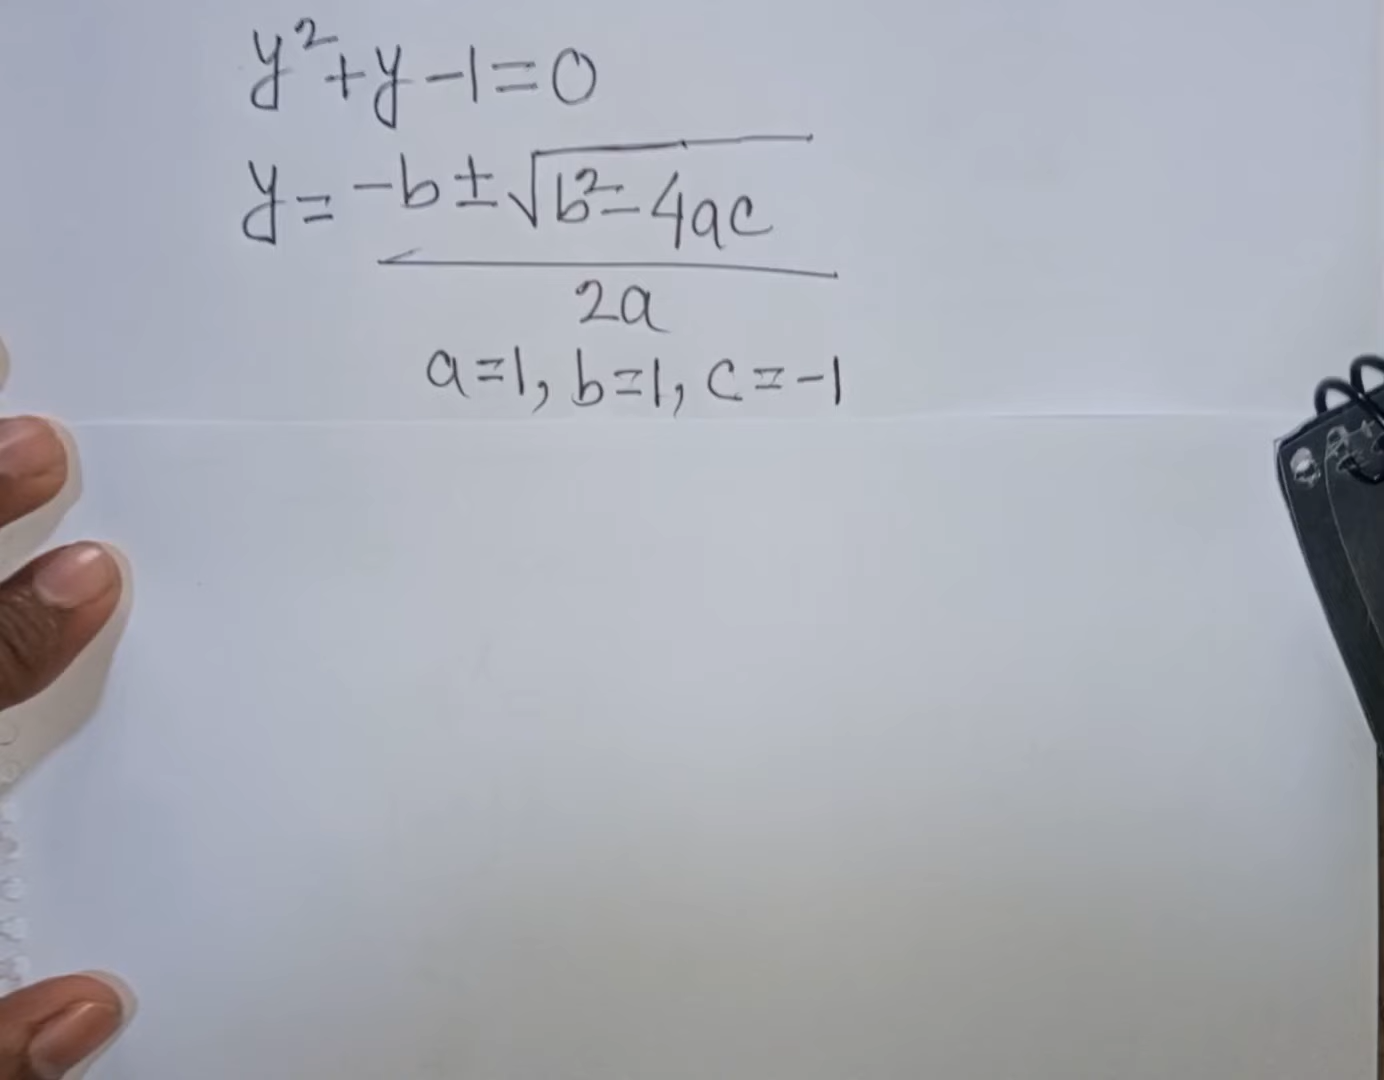 y²+y-1=0
y = -b±√b²-4ac
2a
a=1, b=1, c=-1